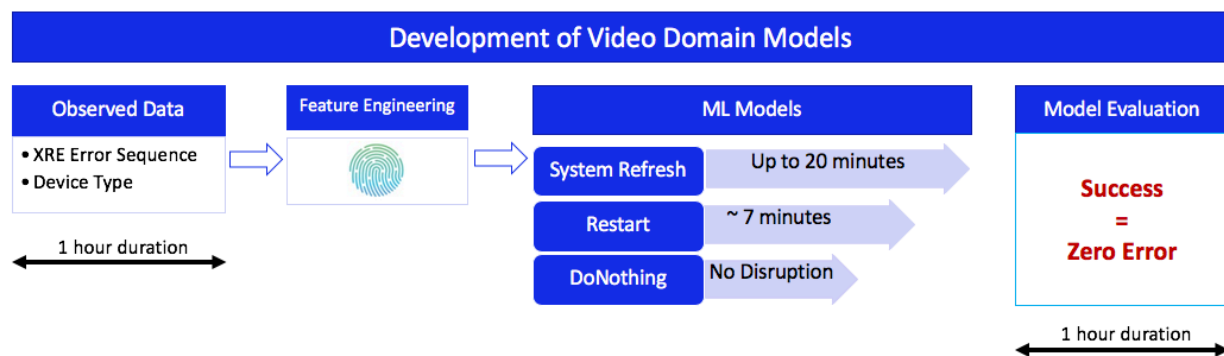 Development of Video Domain Models
Observed Data
• XRE Error Sequence
• Device Type
1 hour duration
Feature Engineering
ML Models
System Refresh
Up to 20 minutes
Restart
~ 7 minutes
DoNothing
No Disruption
Model Evaluation
Success
=
Zero Error
1 hour duration